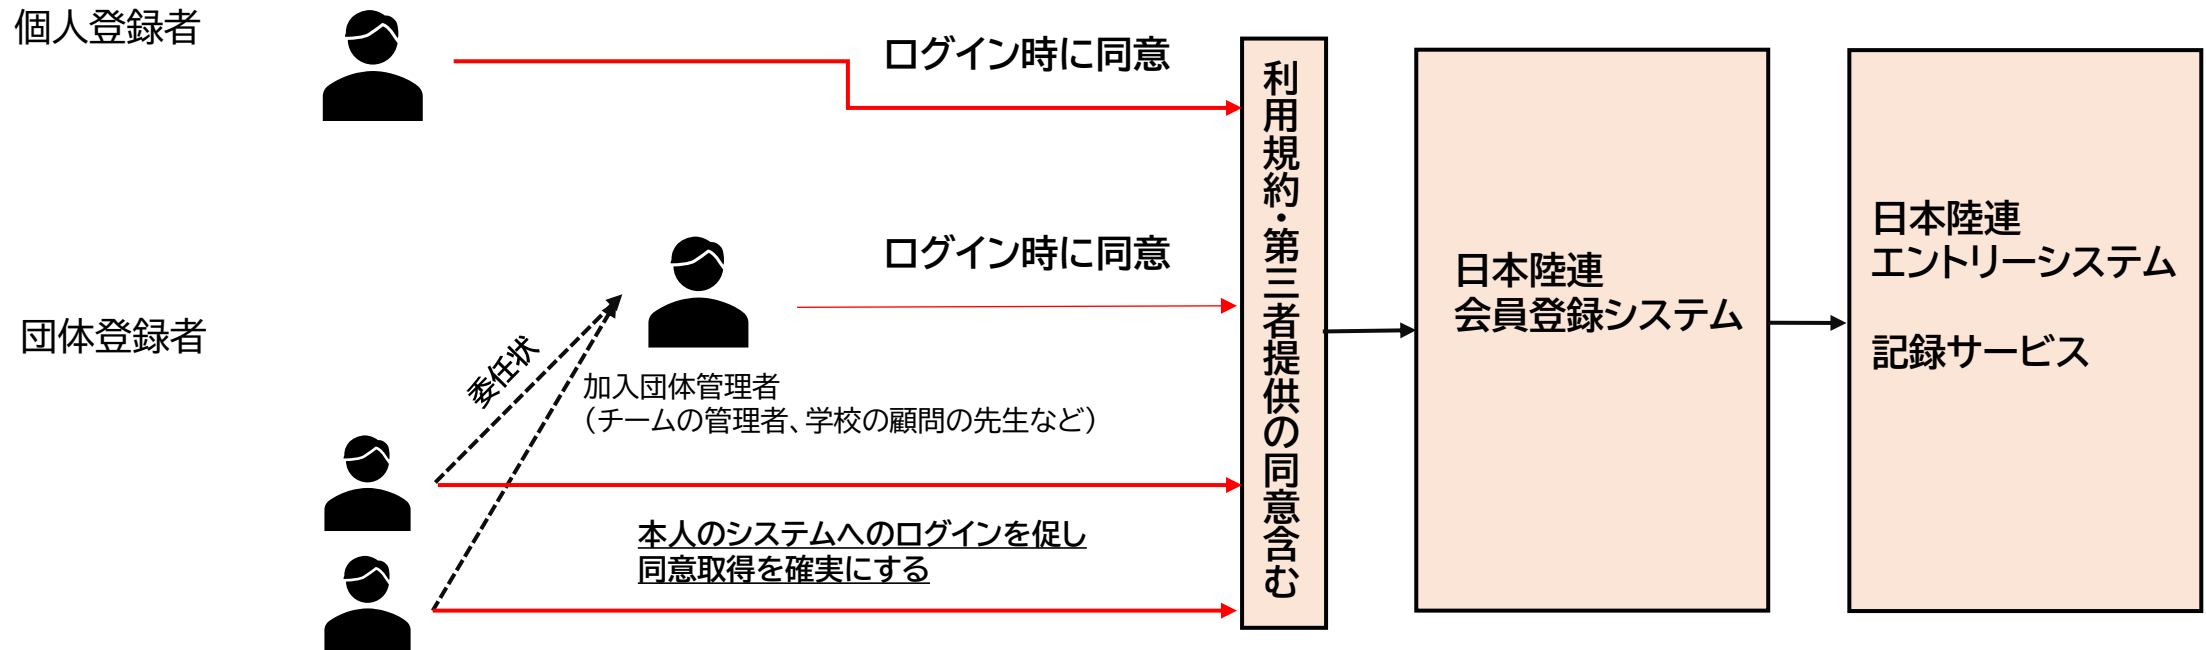 個人登録者
ログイン時に同意
団体登録者
ログイン時に同意
委任状
加入団体管理者
（チームの管理者、学校の顧問の先生など）
本人のシステムへのログインを促し
同意取得を確実にする
利用規約・第三者提供の同意含む
日本陸連
会員登録システム
日本陸連
エントリーシステム
記録サービス